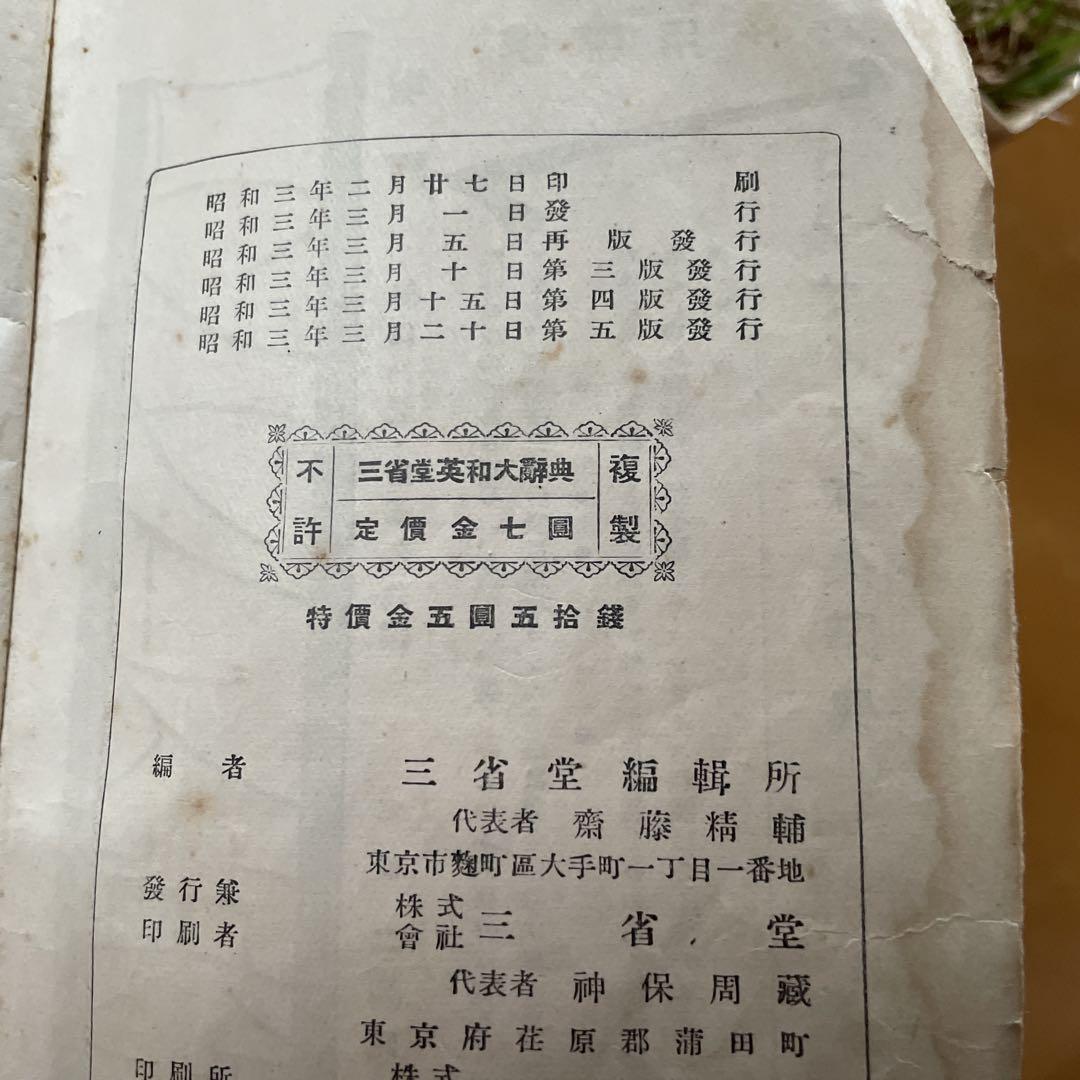 昭和三年二月廿七日印刷
昭和三年三月一日發行
昭和三年三月五日再版發行
昭和三年三月十日第三版發行
昭和三年三月十五日第四版發行
昭和三年三月二十日第五版發行
不許複製
三省堂英和大辭典
定價金七圓
特價金五圓五拾錢
編者 三省堂編輯所
代表者 齋藤精輔
東京市麴町區大手町一丁目一番地
發行兼印刷者 株式會社三省堂
代表者 神保周藏
東京府荏原郡蒲田町
印刷所 株式